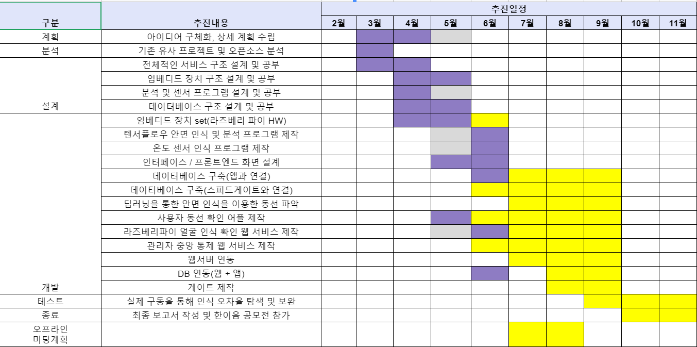 구분 추진내용 추진일정
2월 3월 4월 5월 6월 7월 8월 9월 10월 11월
계획 아이디어 구체화, 상세 계획 수립
분석 기존 유사 프로젝트 및 오픈소스 분석
전체적인 서비스 구조 설계 및 공부
임베디드 장치 구조 설계 및 공부
분석 및 센서 프로그램 설계 및 공부
설계 데이터베이스 구조 설계 및 공부
임베디드 장치 set(라즈베리 파이 HW)
텐서플로우 안면 인식 및 분석 프로그램 제작
온도 센서 인식 프로그램 제작
인터페이스 / 프론트엔드 화면 설계
데이티베이스 구축(앱과 연결)
데이티베이스 구축(스피드게이트와 연결)
딥러닝을 통한 안면 인식을 이용한 동선 파악
사용자 동선 확인 어플 제작
라즈베리파이 얼굴 인식 확인 웹 서비스 제작
관리자 중앙 통제 웹 서비스 제작
웹서버 연동
DB 연동(웹 + 앱)
개발 게이트 제작
테스트 실제 구동을 통해 인식 오차율 탐색 및 보완
종료 최종 보고서 작성 및 한이음 공모전 참가
오프라인
미팅계획